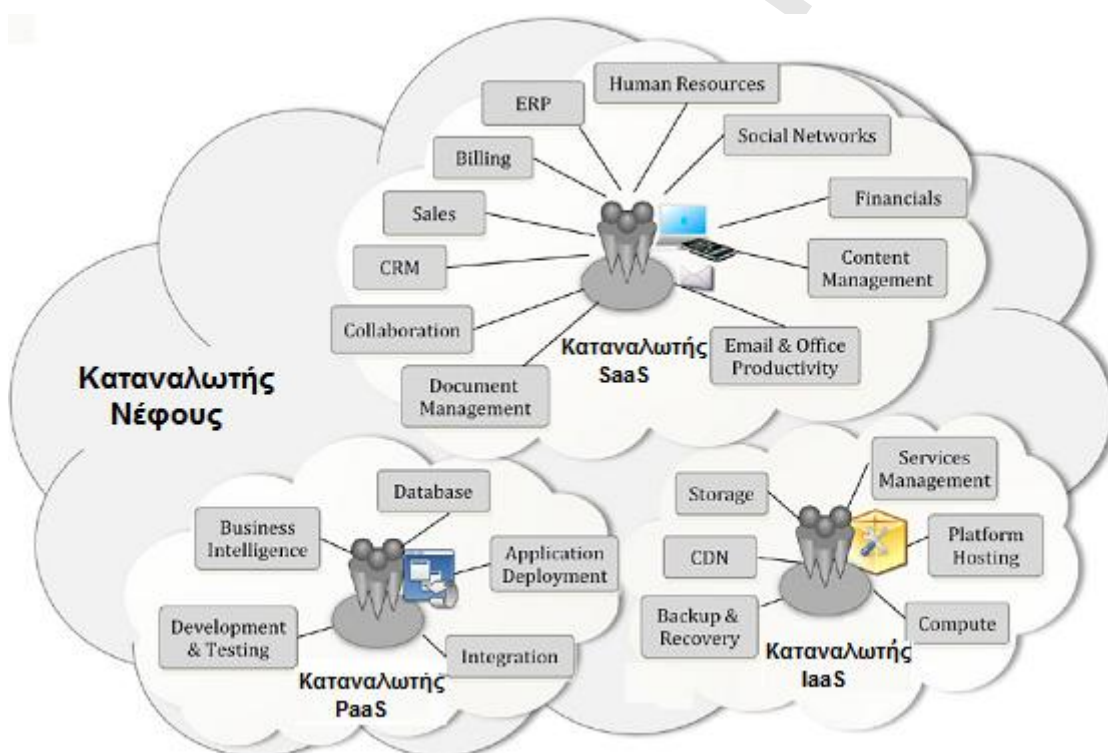 Human Resources
ERP
Social Networks
Billing
Financials
Sales
Content
Management
CRM
Collaboration
Καταναλωτής
SaaS
Email & Office
Productivity
Document
Management
Καταναλωτής
Νέφους
Database
Business
Intelligence
Application
Deployment
Development
& Testing
Integration
Καταναλωτής
PaaS
Services
Management
Storage
Platform
Hosting
CDN
Backup &
Recovery
Compute
Καταναλωτής
IaaS